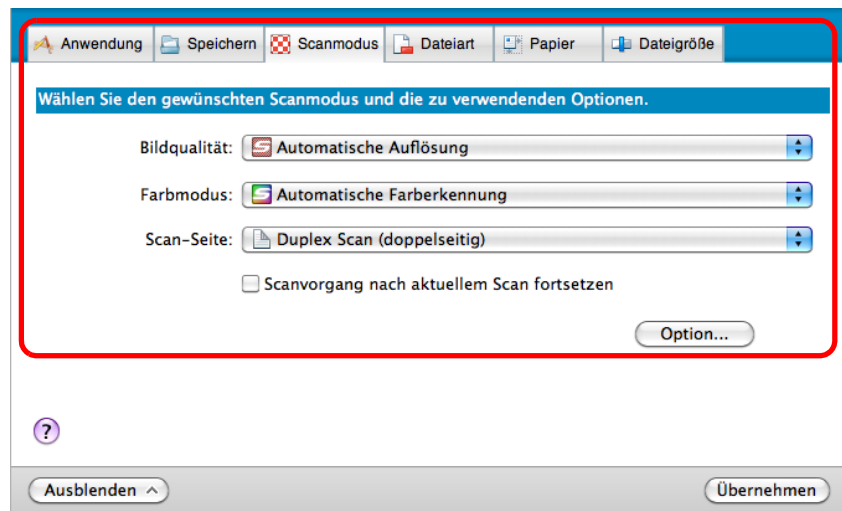 Anwendung Speichern Scanmodus Dateiart Papier Dateigröße
Wählen Sie den gewünschten Scanmodus und die zu verwendenden Optionen.
Bildqualität: Automatische Auflösung
Farbmodus: Automatische Farberkennung
Scan-Seite: Duplex Scan (doppelseitig)
Scanvorgang nach aktuellem Scan fortsetzen
Option...
?
Ausblenden Übernehmen